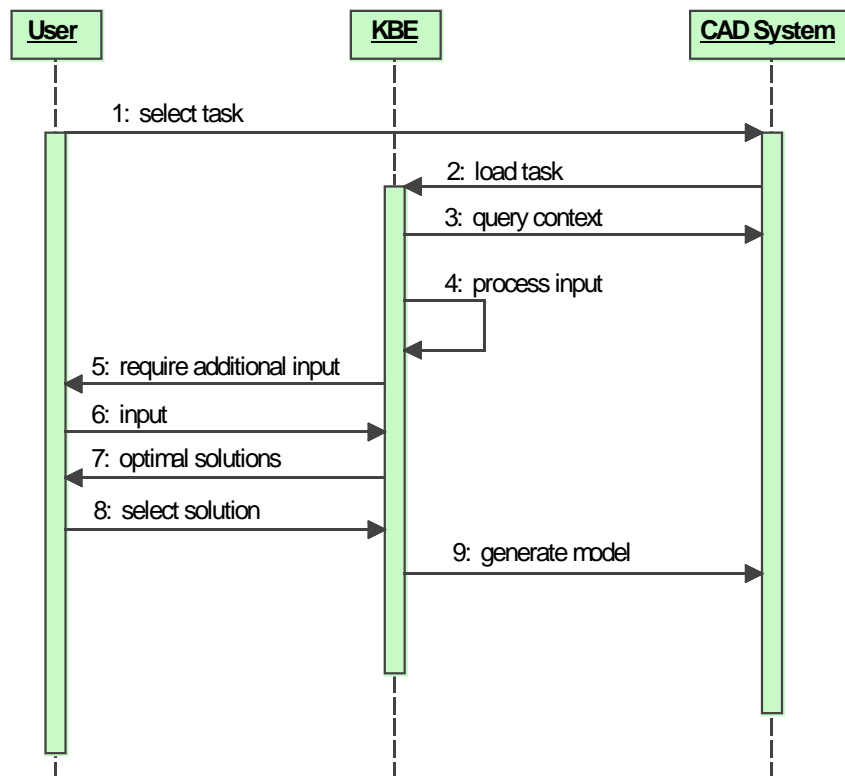 User
KBE
CAD System
1: select task
2: load task
3: query context
4: process input
5: require additional input
6: input
7: optimal solutions
8: select solution
9: generate model